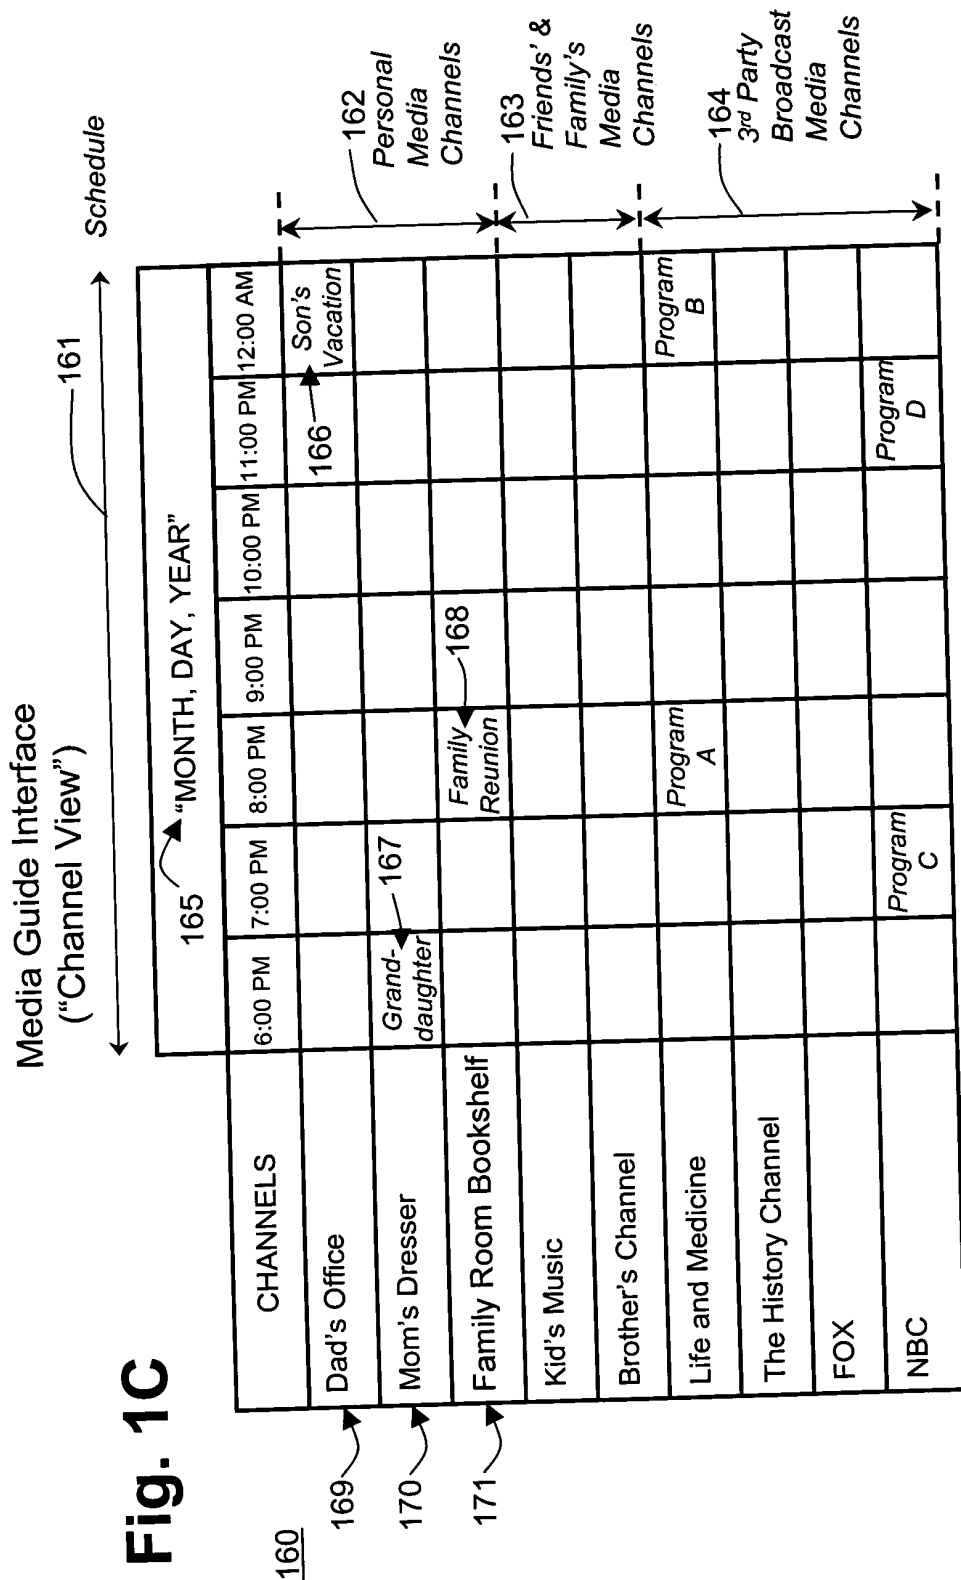 Fig. 1C
Media Guide Interface
("Channel View")
161
Schedule
160
165
"MONTH, DAY, YEAR"
CHANNELS
6:00 PM
7:00 PM
8:00 PM
9:00 PM
10:00 PM
11:00 PM
12:00 AM
169
Dad's Office
166
Son's
Vacation
162
Personal
Media
Channels
170
Mom's Dresser
Grand-
daughter
167
171
Family Room Bookshelf
Family
Reunion
168
Kid's Music
163
Friends' &
Family's
Media
Channels
Brother's Channel
Life and Medicine
Program
A
Program
B
164
3rd Party
Broadcast
Media
Channels
The History Channel
FOX
NBC
Program
C
Program
D